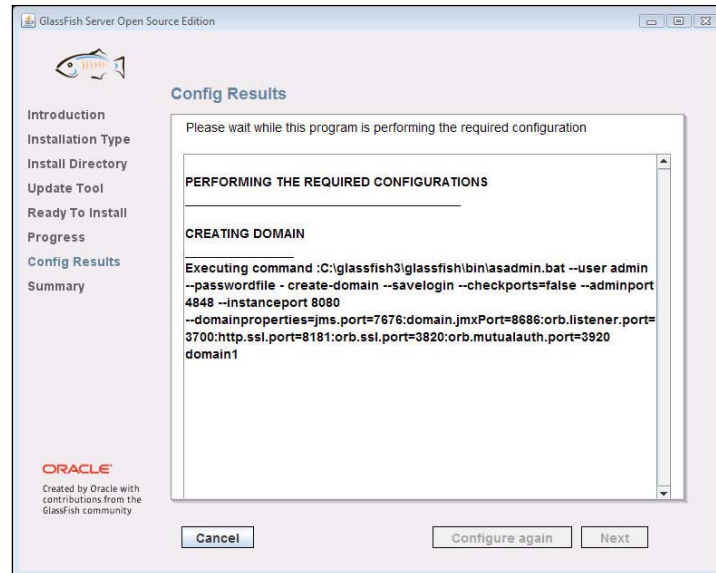 GlassFish Server Open Source Edition
Config Results
Introduction
Installation Type
Install Directory
Update Tool
Ready To Install
Progress
Config Results
Summary
Please wait while this program is performing the required configuration
PERFORMING THE REQUIRED CONFIGURATIONS
CREATING DOMAIN
Executing command :C:\glassfish3\glassfish\bin\asadmin.bat --user admin
--passwordfile - create-domain --savelogin --checkports=false --adminport
4848 --instanceport 8080
--domainproperties=jms.port=7676:domain.jmxPort=8686:orb.listener.port=
3700:http.ssl.port=8181:orb.ssl.port=3820:orb.mutualauth.port=3920
domain1
ORACLE
Created by Oracle with
contributions from the
GlassFish community
Cancel
Configure again
Next